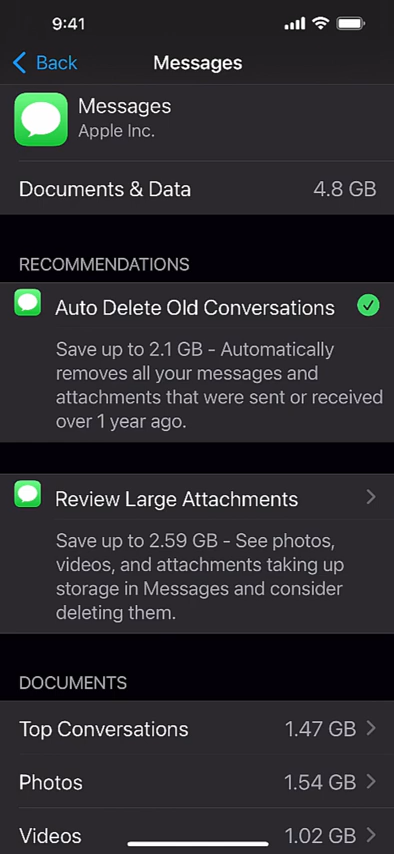 9:41
Back Messages
Messages
Apple Inc.
Documents & Data 4.8 GB
RECOMMENDATIONS
Auto Delete Old Conversations
Save up to 2.1 GB - Automatically
removes all your messages and
attachments that were sent or received
over 1 year ago.
Review Large Attachments
Save up to 2.59 GB - See photos,
videos, and attachments taking up
storage in Messages and consider
deleting them.
DOCUMENTS
Top Conversations 1.47 GB
Photos 1.54 GB
Videos 1.02 GB